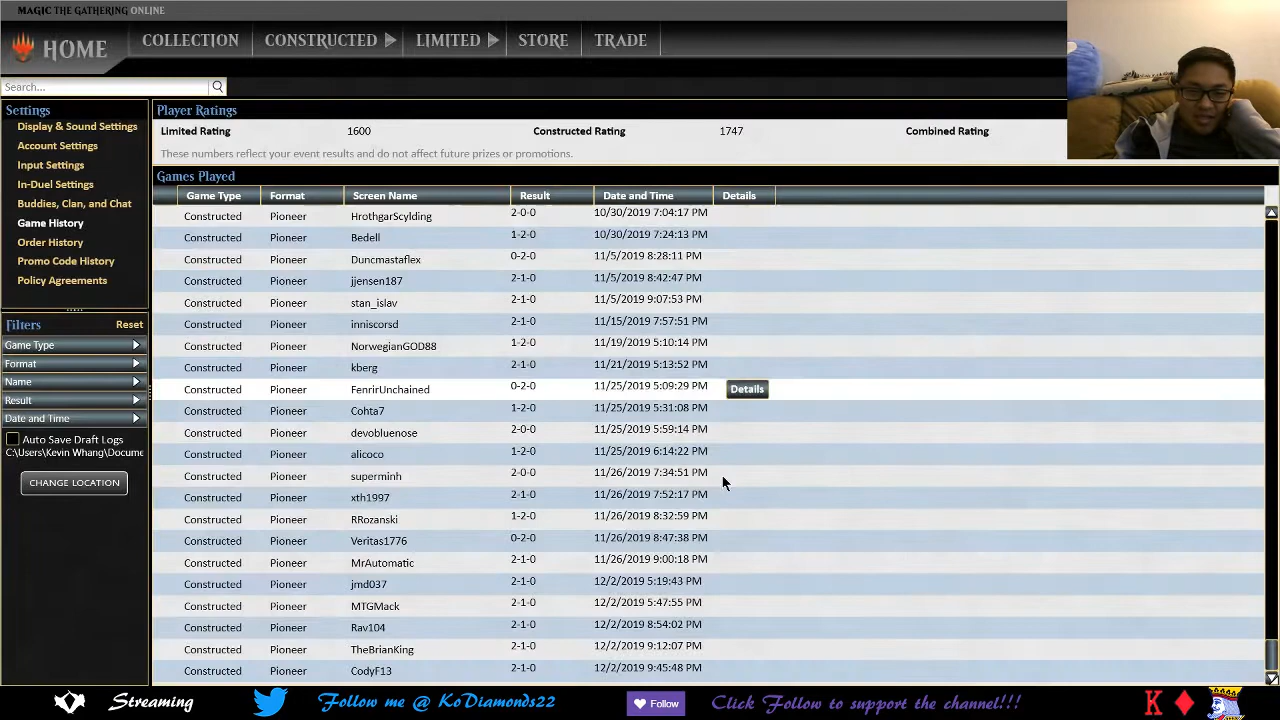 MAGIC THE GATHERING ONLINE
HOME COLLECTION CONSTRUCTED LIMITED STORE TRADE
Search...
Settings
Display & Sound Settings
Account Settings
Input Settings
In-Duel Settings
Buddies, Clan, and Chat
Game History
Order History
Promo Code History
Policy Agreements
Filters Reset
Game Type
Format
Name
Result
Date and Time
Auto Save Draft Logs
C:\Users\Kevin Whang\Docume
CHANGE LOCATION
Player Ratings
Limited Rating 1600 Constructed Rating 1747 Combined Rating
These numbers reflect your event results and do not affect future prizes or promotions.
Games Played
Game Type Format Screen Name Result Date and Time Details
Constructed Pioneer HrothgarScylding 2-0-0 10/30/2019 7:04:17 PM
Constructed Pioneer Bedell 1-2-0 10/30/2019 7:24:13 PM
Constructed Pioneer Duncmastaflex 0-2-0 11/5/2019 8:28:11 PM
Constructed Pioneer jjensen187 2-1-0 11/5/2019 8:42:47 PM
Constructed Pioneer stan_islav 2-1-0 11/5/2019 9:07:53 PM
Constructed Pioneer inniscorsd 2-1-0 11/15/2019 7:57:51 PM
Constructed Pioneer NorwegianGOD88 1-2-0 11/19/2019 5:10:14 PM
Constructed Pioneer kberg 2-1-0 11/21/2019 5:13:52 PM
Constructed Pioneer FenrirUnchained 0-2-0 11/25/2019 5:09:29 PM Details
Constructed Pioneer Cohta7 1-2-0 11/25/2019 5:31:08 PM
Constructed Pioneer devobluenose 2-0-0 11/25/2019 5:59:14 PM
Constructed Pioneer alicoco 1-2-0 11/25/2019 6:14:22 PM
Constructed Pioneer superminh 2-0-0 11/26/2019 7:34:51 PM
Constructed Pioneer xth1997 2-1-0 11/26/2019 7:52:17 PM
Constructed Pioneer RRozanski 1-2-0 11/26/2019 8:32:59 PM
Constructed Pioneer Veritas1776 0-2-0 11/26/2019 8:47:38 PM
Constructed Pioneer MrAutomatic 2-1-0 11/26/2019 9:00:18 PM
Constructed Pioneer jmd037 2-1-0 12/2/2019 5:19:43 PM
Constructed Pioneer MTGMack 2-1-0 12/2/2019 5:47:55 PM
Constructed Pioneer Rav104 2-1-0 12/2/2019 8:54:02 PM
Constructed Pioneer TheBrianKing 2-1-0 12/2/2019 9:12:07 PM
Constructed Pioneer CodyF13 2-1-0 12/2/2019 9:45:48 PM
Streaming Follow me @ KoDiamonds22 Follow Click Follow to support the channel!!! K